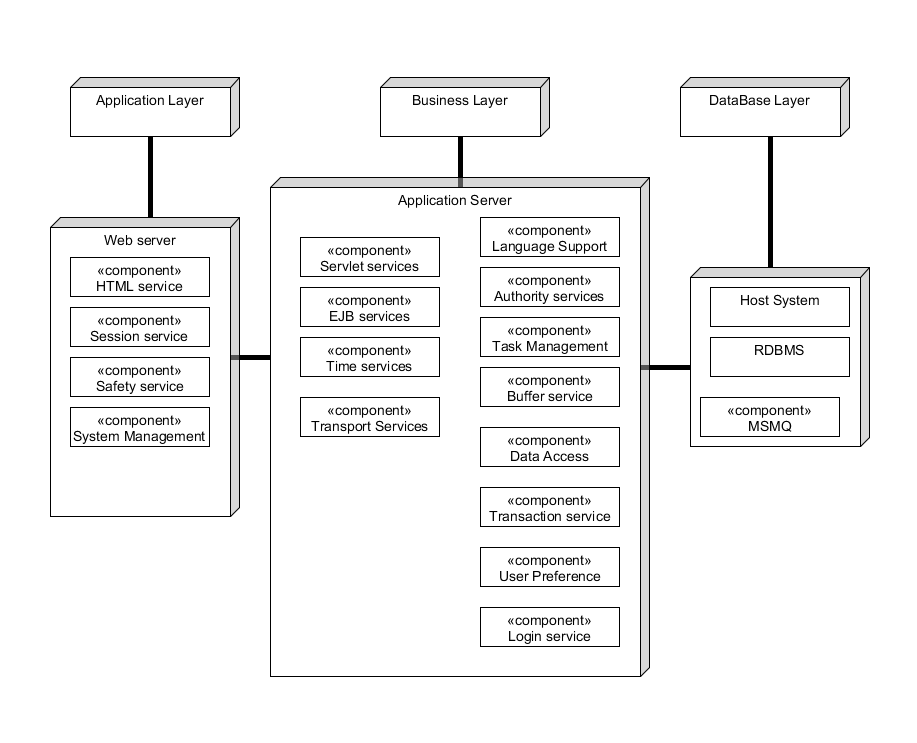 Application Layer
Business Layer
DataBase Layer
Web server
«component»
HTML service
«component»
Session service
«component»
Safety service
«component»
System Management
Application Server
«component»
Servlet services
«component»
EJB services
«component»
Time services
«component»
Transport Services
«component»
Language Support
«component»
Authority services
«component»
Task Management
«component»
Buffer service
«component»
Data Access
«component»
Transaction service
«component»
User Preference
«component»
Login service
Host System
RDBMS
«component»
MSMQ